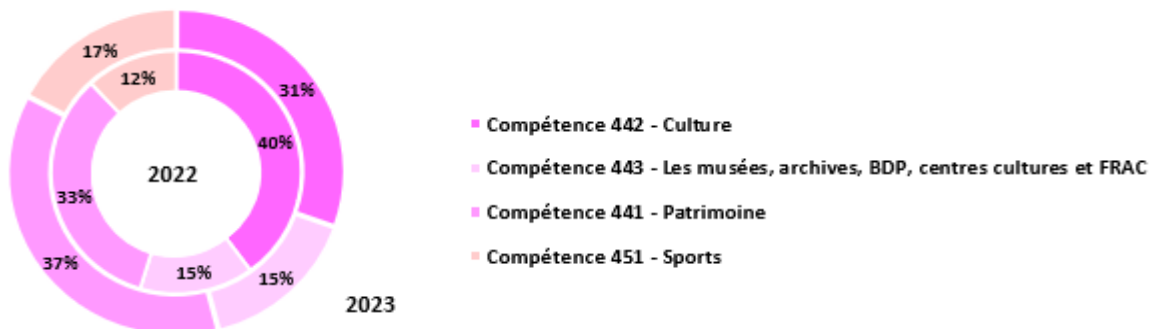 17%
12%
31%
40%
2022
33%
37%
15%
15%
2023
Compétence 442 - Culture
Compétence 443 - Les musées, archives, BDP, centres cultures et FRAC
Compétence 441 - Patrimoine
Compétence 451 - Sports